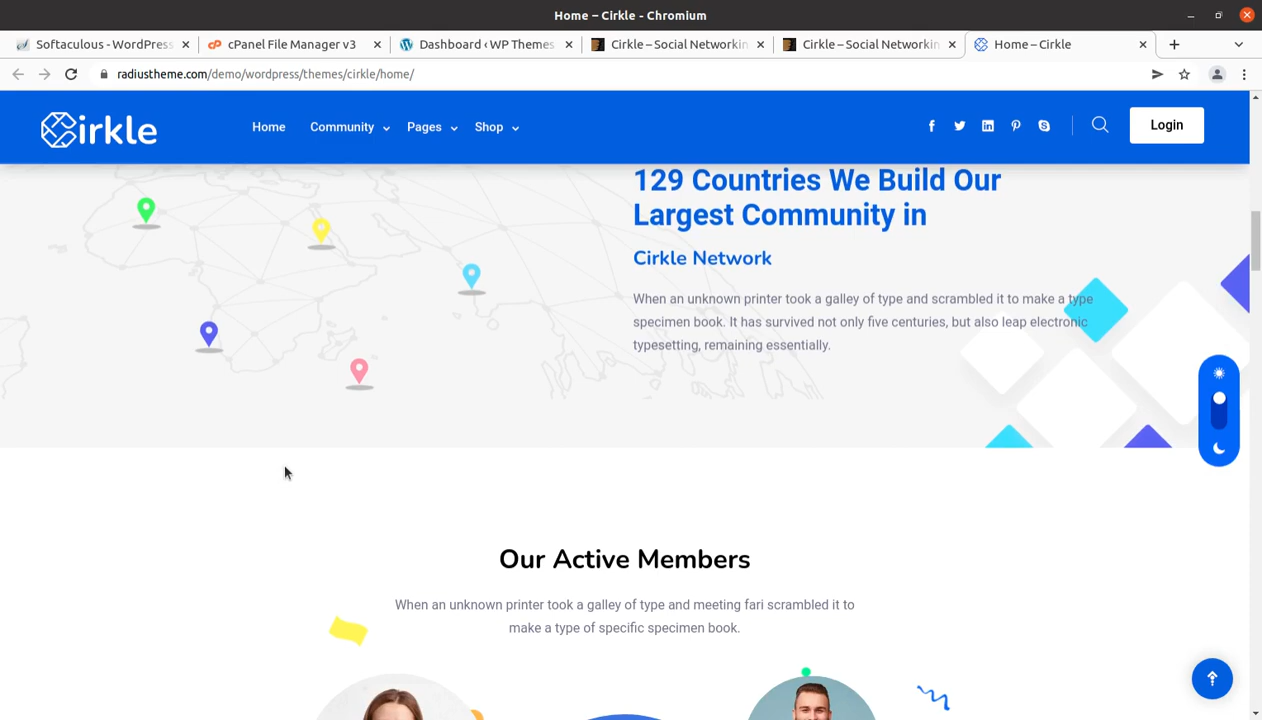 Home – Cirkle - Chromium
Softaculous - WordPress
cPanel File Manager v3
Dashboard ‹ WP Themes
Cirkle – Social Networkin
Cirkle – Social Networkin
Home – Cirkle
radiustheme.com/demo/wordpress/themes/cirkle/home/
Cirkle
Home
Community
Pages
Shop
Login
129 Countries We Build Our
Largest Community in
Cirkle Network
When an unknown printer took a galley of type and scrambled it to make a type
specimen book. It has survived not only five centuries, but also leap electronic
typesetting, remaining essentially.
Our Active Members
When an unknown printer took a galley of type and meeting fari scrambled it to
make a type of specific specimen book.